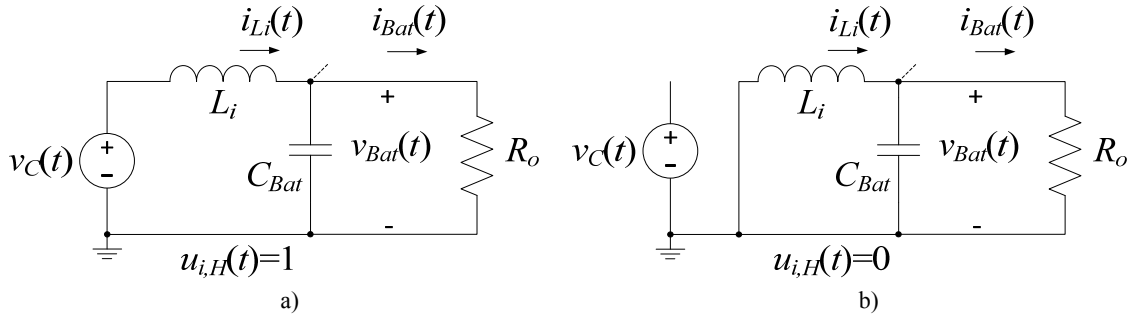 i_Li(t) i_Bat(t)
L_i
+
+
-
v_C(t)
C_Bat
v_Bat(t)
R_o
-
u_i,H(t)=1
a)
i_Li(t) i_Bat(t)
L_i
+
+
-
v_C(t)
C_Bat
v_Bat(t)
R_o
-
u_i,H(t)=0
b)